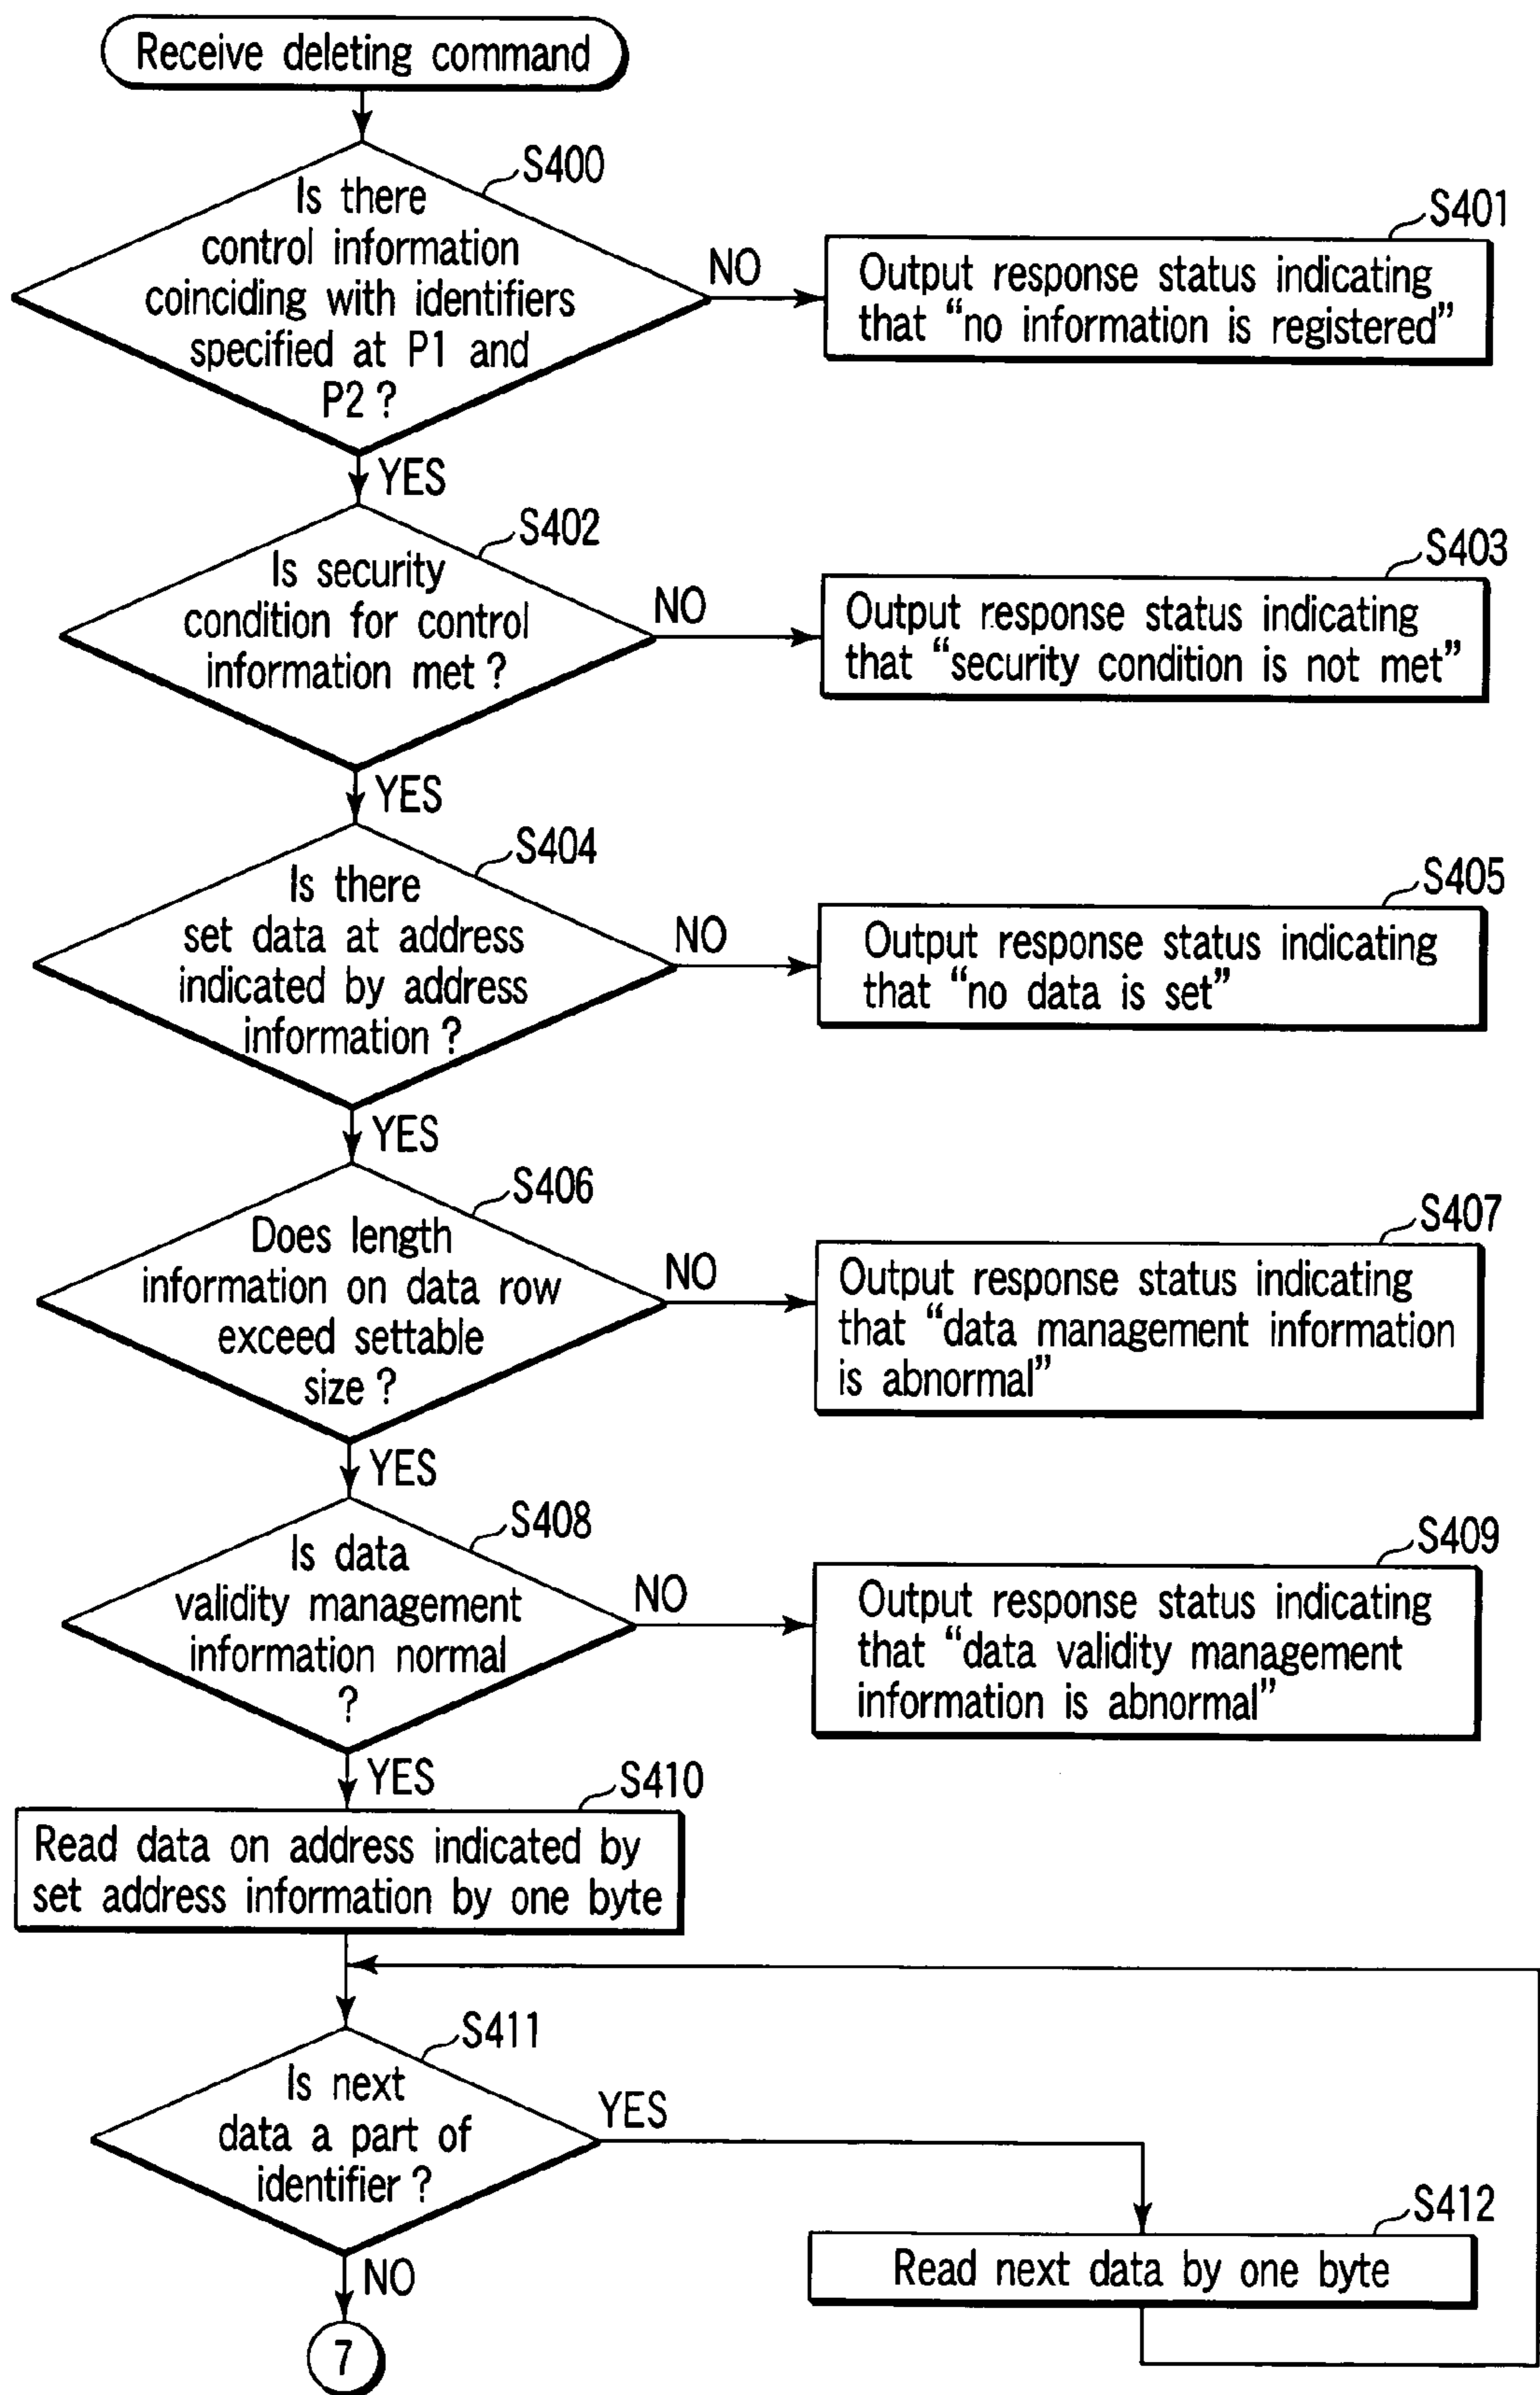 Receive deleting command
S400
Is there
control information
coinciding with identifiers
specified at P1 and
P2 ?
NO
S401
Output response status indicating
that “no information is registered”
YES
S402
Is security
condition for control
information met ?
NO
S403
Output response status indicating
that “security condition is not met”
YES
S404
Is there
set data at address
indicated by address
information ?
NO
S405
Output response status indicating
that “no data is set”
YES
S406
Does length
information on data row
exceed settable
size ?
NO
S407
Output response status indicating
that “data management information
is abnormal”
YES
S408
Is data
validity management
information normal
?
NO
S409
Output response status indicating
that “data validity management
information is abnormal”
YES
S410
Read data on address indicated by
set address information by one byte
S411
Is next
data a part of
identifier ?
YES
S412
Read next data by one byte
NO
7